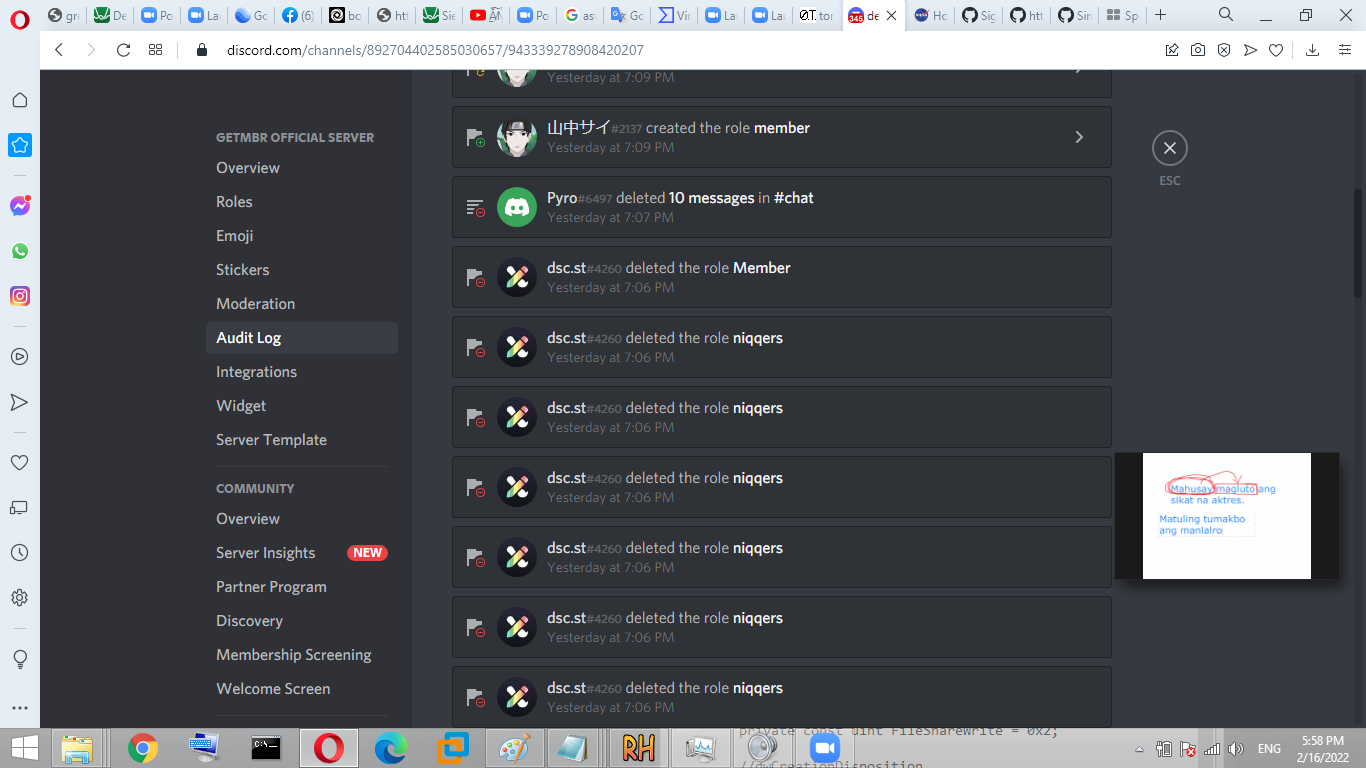 gr
De
Po
La
Go
(6)
bo
htt
Sie
Po
as
Go
Vir
La
La
.tor
de
Ho
Sig
htt
Sir
Sp
discord.com/channels/892704402585030657/943339278908420207
GETMBR OFFICIAL SERVER
Overview
Roles
Emoji
Stickers
Moderation
Audit Log
Integrations
Widget
Server Template
COMMUNITY
Overview
Server Insights NEW
Partner Program
Discovery
Membership Screening
Welcome Screen
Yesterday at 7:09 PM
山中サイ#2137 created the role member
Yesterday at 7:09 PM
Pyro#6497 deleted 10 messages in #chat
Yesterday at 7:07 PM
dsc.st#4260 deleted the role Member
Yesterday at 7:06 PM
dsc.st#4260 deleted the role niqqers
Yesterday at 7:06 PM
dsc.st#4260 deleted the role niqqers
Yesterday at 7:06 PM
dsc.st#4260 deleted the role niqqers
Yesterday at 7:06 PM
dsc.st#4260 deleted the role niqqers
Yesterday at 7:06 PM
dsc.st#4260 deleted the role niqqers
Yesterday at 7:06 PM
dsc.st#4260 deleted the role niqqers
Yesterday at 7:06 PM
ESC
Mahusay magluto ang
sikat na aktres.
Matuling tumakbo
ang manlalro
private const uint FileShareWrite = 0x2;
//dwCreationDisposition
C:\_
RH
ENG
5:58 PM
2/16/2022